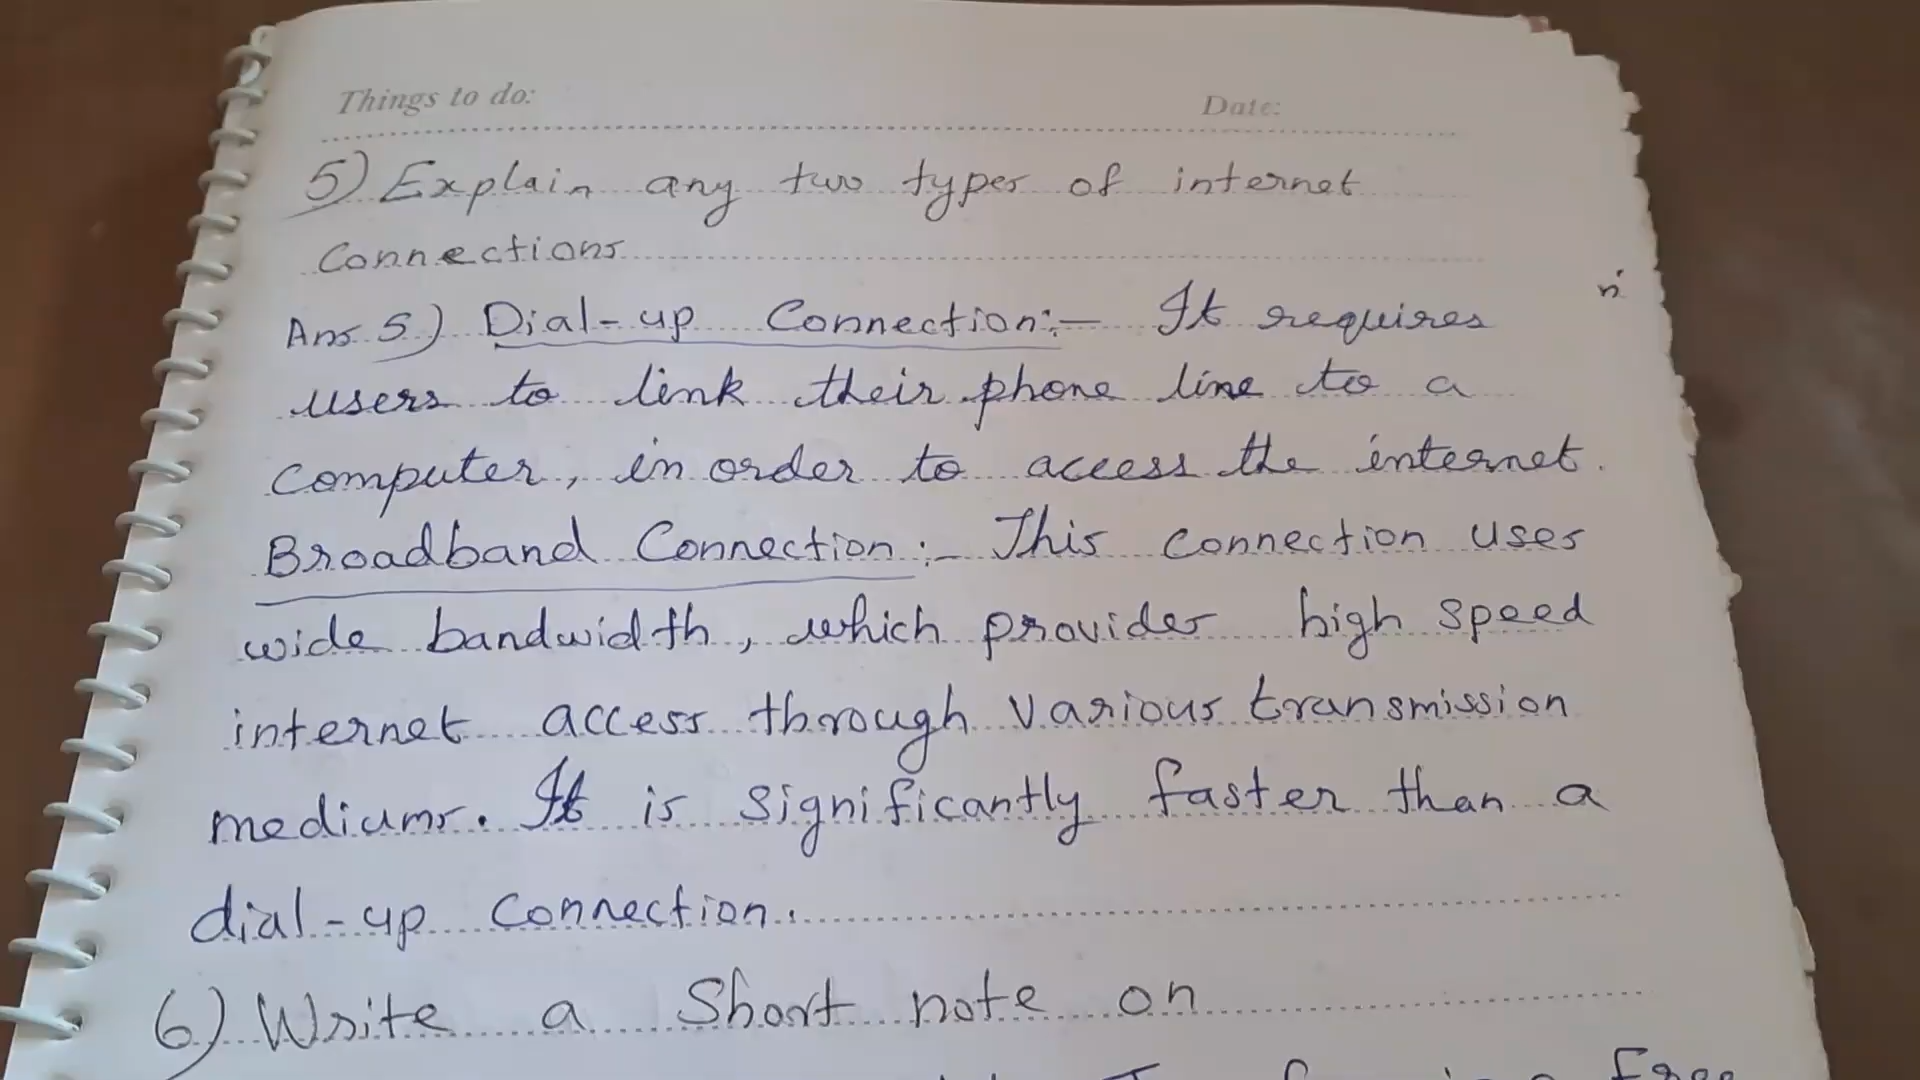 Things to do:
Date:
5) Explain any two types of internet
Connections
Ans 5) Dial-up Connection:- It requires
users to link their phone line to a
computer, in order to access the internet.
Broadband Connection:- This connection uses
wide bandwidth, which provides high speed
internet access through various transmission
mediums. It is significantly faster than a
dial-up connection.
6) Write a Short note on
Free